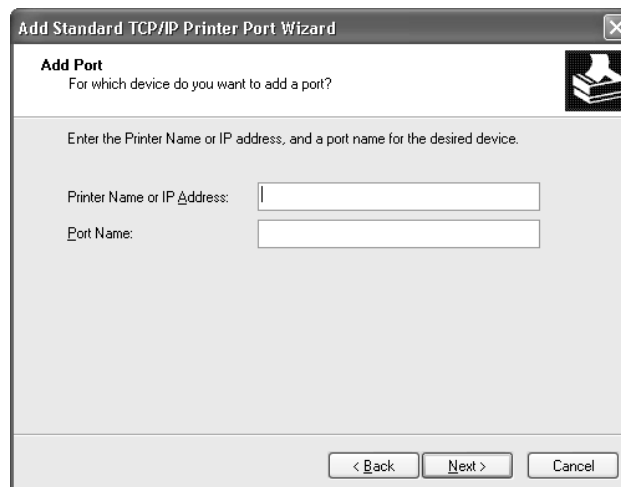 Add Standard TCP/IP Printer Port Wizard
Add Port
For which device do you want to add a port?
Enter the Printer Name or IP address, and a port name for the desired device.
Printer Name or IP Address:
Port Name:
< Back Next > Cancel